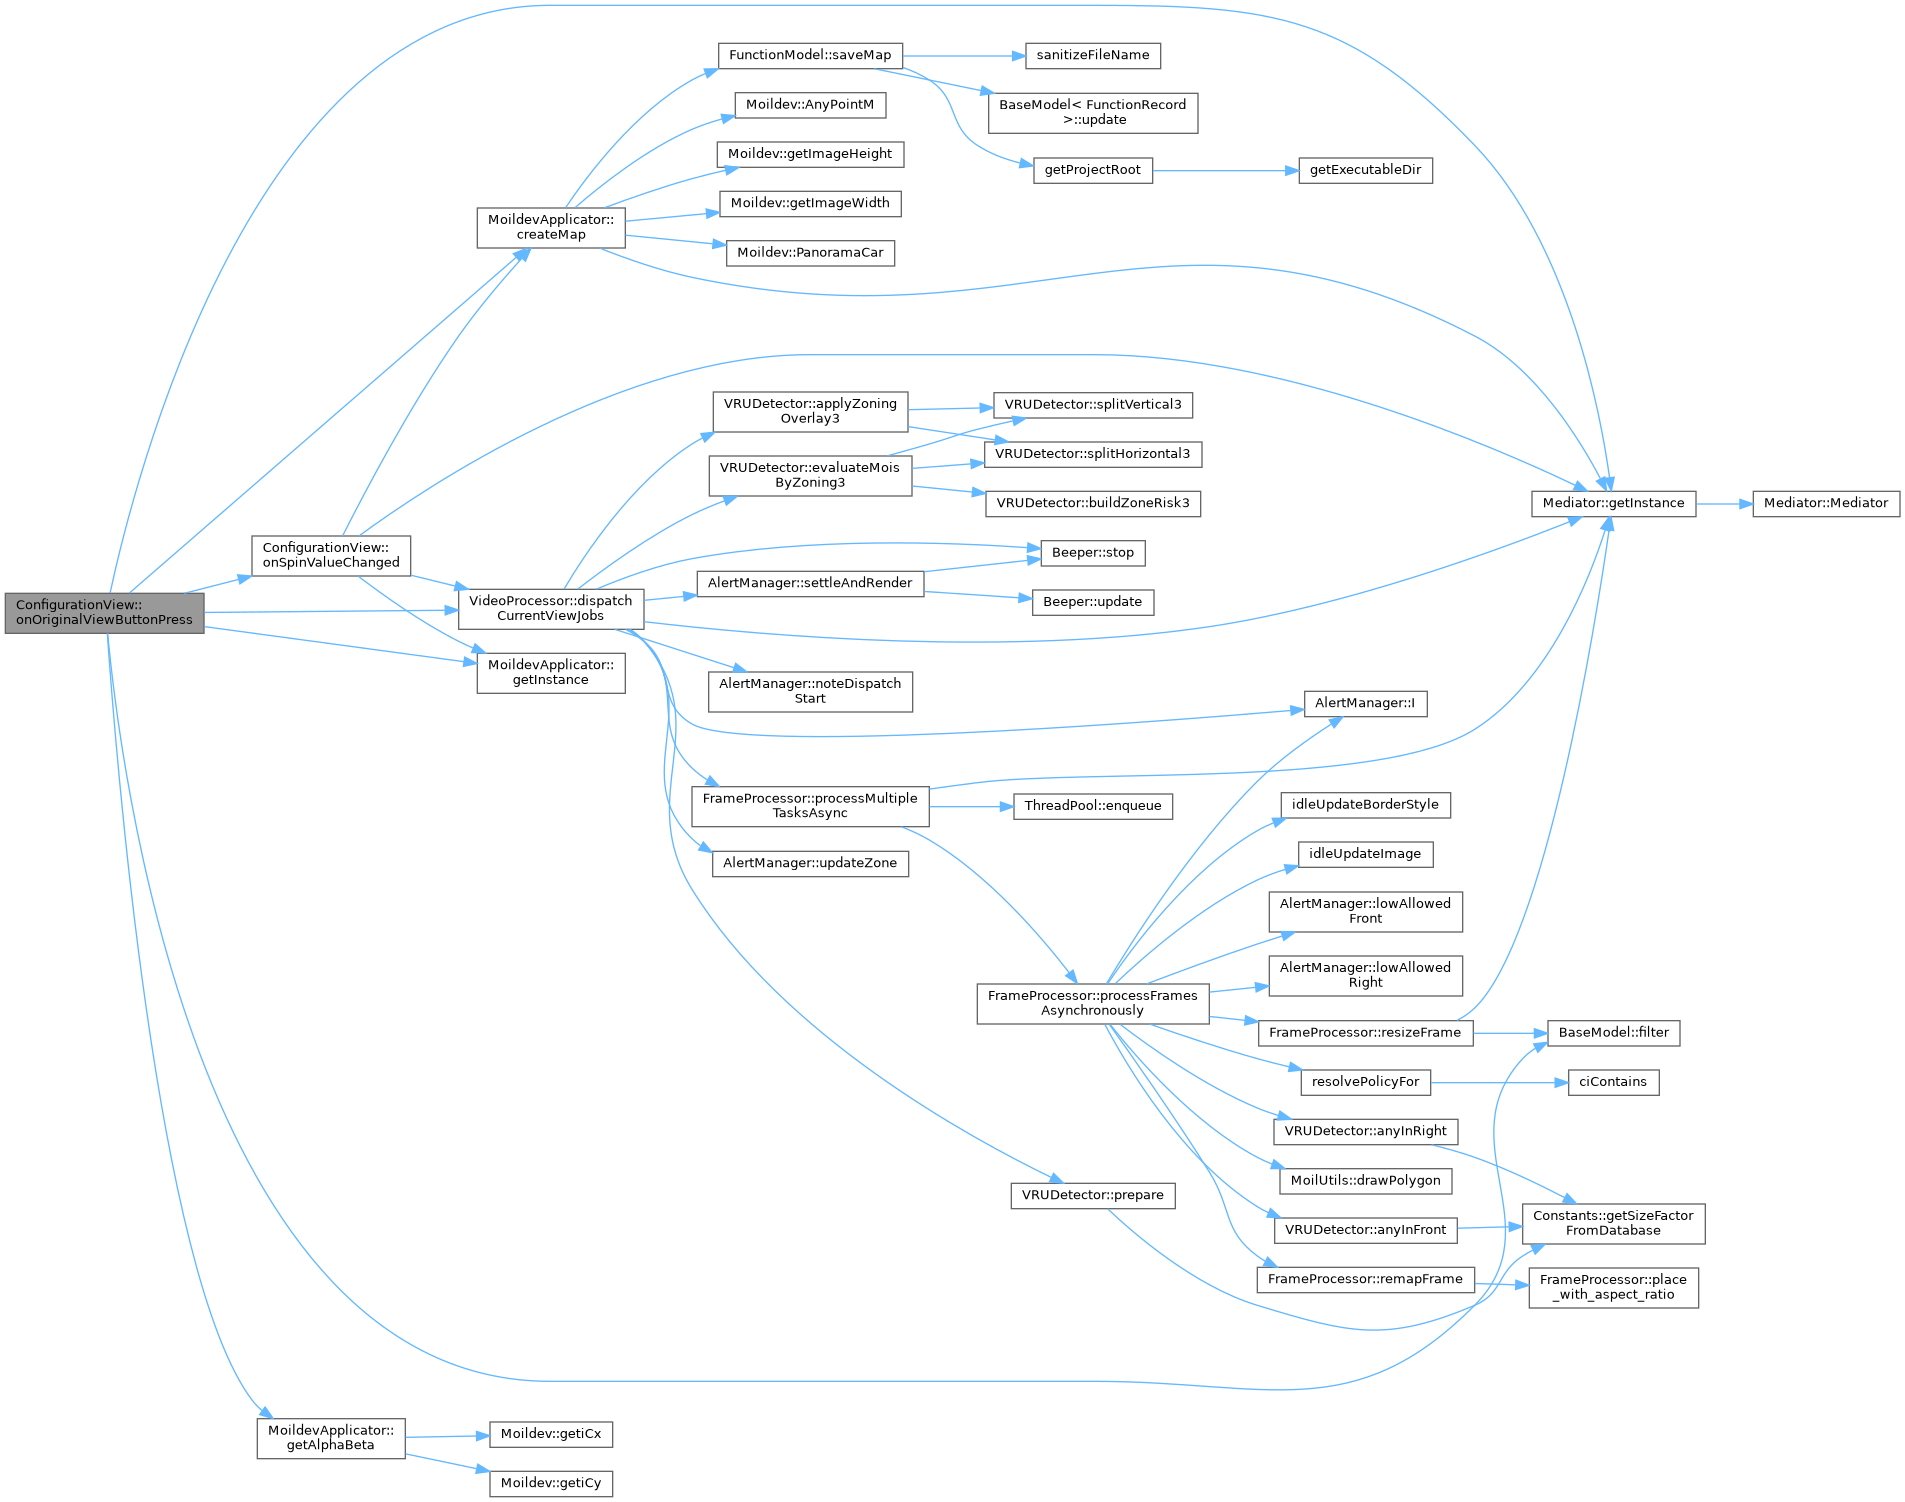 FunctionModel::saveMap
sanitizeFileName
BaseModel< FunctionRecord
>::update
Moildev::AnyPointM
Moildev::getImageHeight
getProjectRoot
getExecutableDir
Moildev::getImageWidth
MoildevApplicator::
createMap
Moildev::PanoramaCar
VRUDetector::applyZoning
Overlay3
VRUDetector::splitVertical3
VRUDetector::splitHorizontal3
VRUDetector::evaluateMois
ByZoning3
VRUDetector::buildZoneRisk3
Mediator::getInstance
Mediator::Mediator
ConfigurationView::
onSpinValueChanged
Beeper::stop
AlertManager::settleAndRender
Beeper::update
ConfigurationView::
onOriginalViewButtonPress
VideoProcessor::dispatch
CurrentViewJobs
MoildevApplicator::
getInstance
AlertManager::noteDispatch
Start
AlertManager::I
FrameProcessor::processMultiple
TasksAsync
ThreadPool::enqueue
idleUpdateBorderStyle
AlertManager::updateZone
idleUpdateImage
AlertManager::lowAllowed
Front
AlertManager::lowAllowed
Right
FrameProcessor::processFrames
Asynchronously
FrameProcessor::resizeFrame
BaseModel::filter
resolvePolicyFor
ciContains
VRUDetector::anyInRight
MoilUtils::drawPolygon
VRUDetector::prepare
VRUDetector::anyInFront
Constants::getSizeFactor
FromDatabase
FrameProcessor::remapFrame
FrameProcessor::place
_with_aspect_ratio
MoildevApplicator::
getAlphaBeta
Moildev::getiCx
Moildev::getiCy